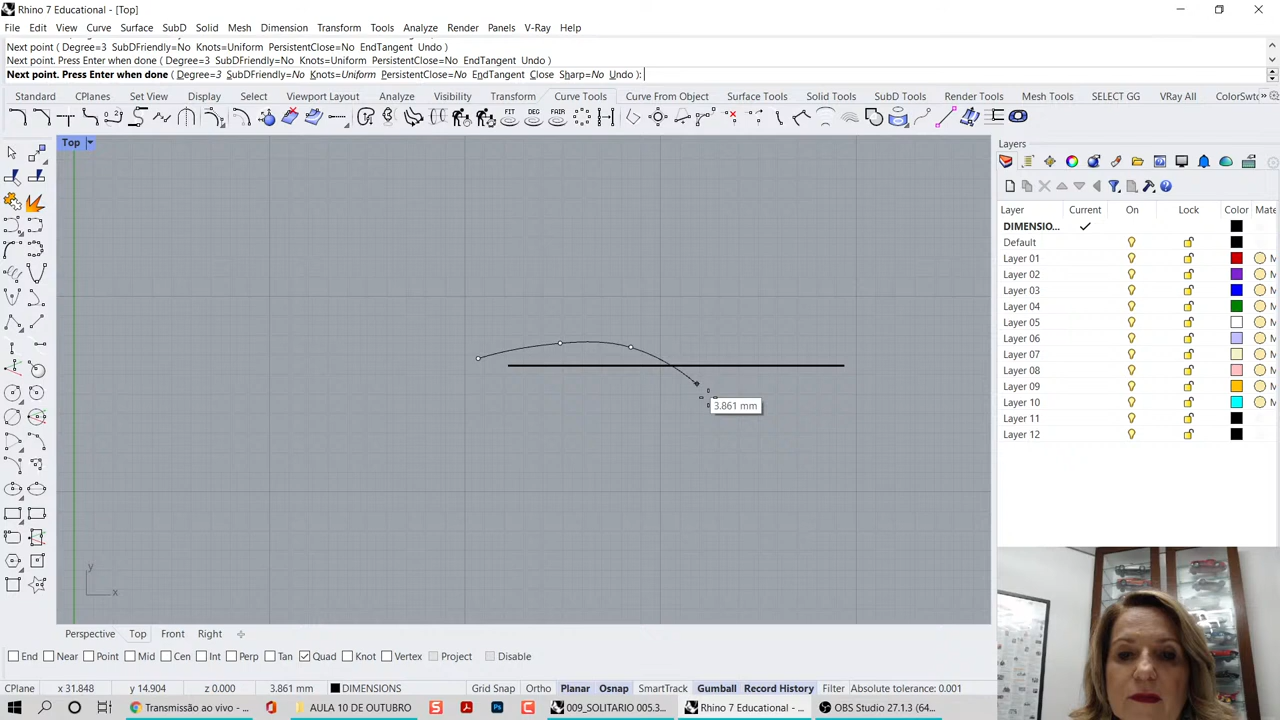 Rhino 7 Educational - [Top]
File Edit View Curve Surface SubD Solid Mesh Dimension Transform Tools Analyze Render Panels V-Ray Help
Next point ( Degree=3 SubDFriendly=No Knots=Uniform PersistentClose=No EndTangent Undo )
Next point. Press Enter when done ( Degree=3 SubDFriendly=No Knots=Uniform PersistentClose=No EndTangent Undo )
Next point. Press Enter when done ( Degree=3 SubDFriendly=No Knots=Uniform PersistentClose=No EndTangent Close Sharp=No Undo ):
Standard CPlanes Set View Display Select Viewport Layout Analyze Visibility Transform Curve Tools Curve From Object Surface Tools Solid Tools SubD Tools Render Tools Mesh Tools SELECT GG VRay All ColorSwtc
FIT DEG FAIR
Top
Layers
Layer Current On Lock Color Mate
DIMENSIO...
Default
Layer 01 M
Layer 02 M
Layer 03 M
Layer 04 M
Layer 05 M
Layer 06 M
Layer 07 M
Layer 08 M
Layer 09 M
Layer 10 M
Layer 11
Layer 12
3.861 mm
y
x
Perspective Top Front Right
End Near Point Mid Cen Int Perp Tan Quad Knot Vertex Project Disable
CPlane x 31.848 y 14.904 z 0.000 3.861 mm DIMENSIONS Grid Snap Ortho Planar Osnap SmartTrack Gumball Record History Filter Absolute tolerance: 0.001
Transmissão ao vivo - ... AULA 10 DE OUTUBRO 009_SOLITARIO 005.3... Rhino 7 Educational - ... OBS Studio 27.1.3 (64...